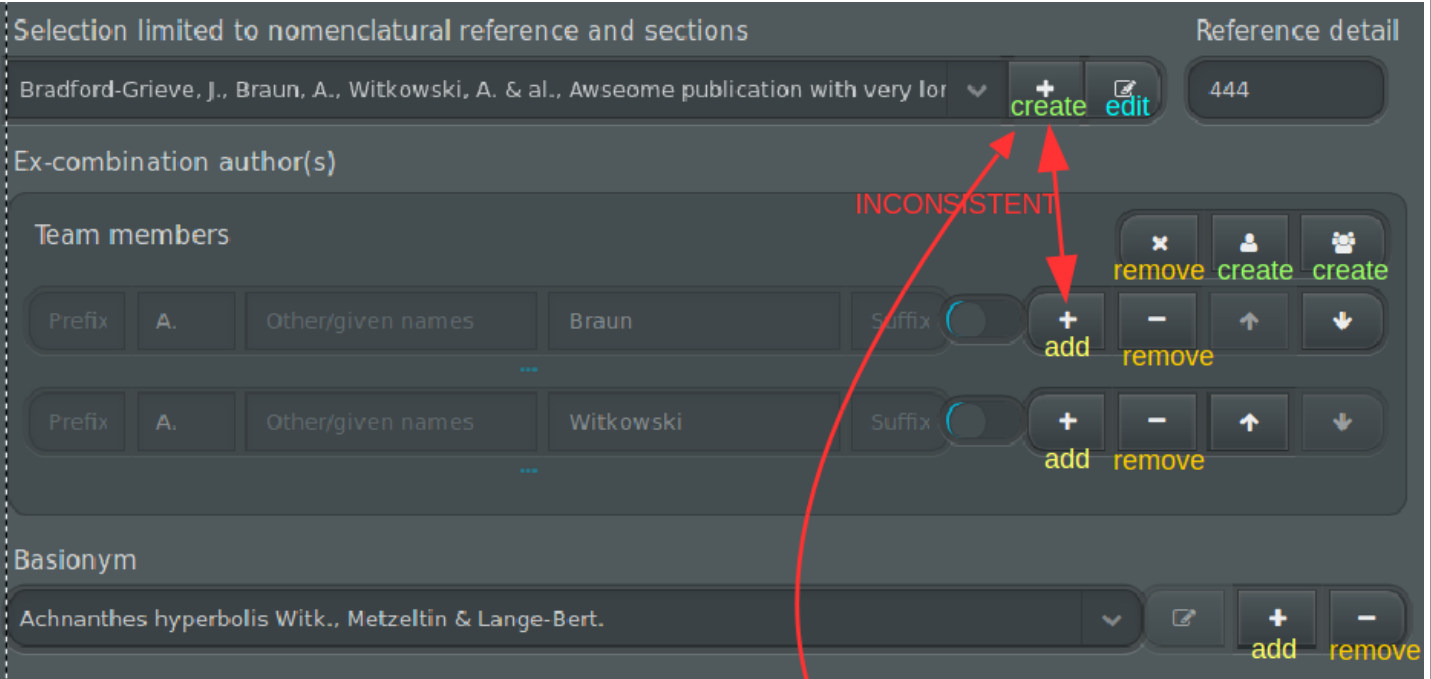 Selection limited to nomenclatural reference and sections Reference detail
Bradford-Grieve, J., Braun, A., Witkowski, A. & al., Awseome publication with very lor 444
create edit
Ex-combination author(s)
INCONSISTENT
Team members
remove create create
Prefix A. Other/given names Braun Suffix
add remove
Prefix A. Other/given names Witkowski Suffix
add remove
Basionym
Achnanthes hyperbolis Witk., Metzeltin & Lange-Bert.
add remove